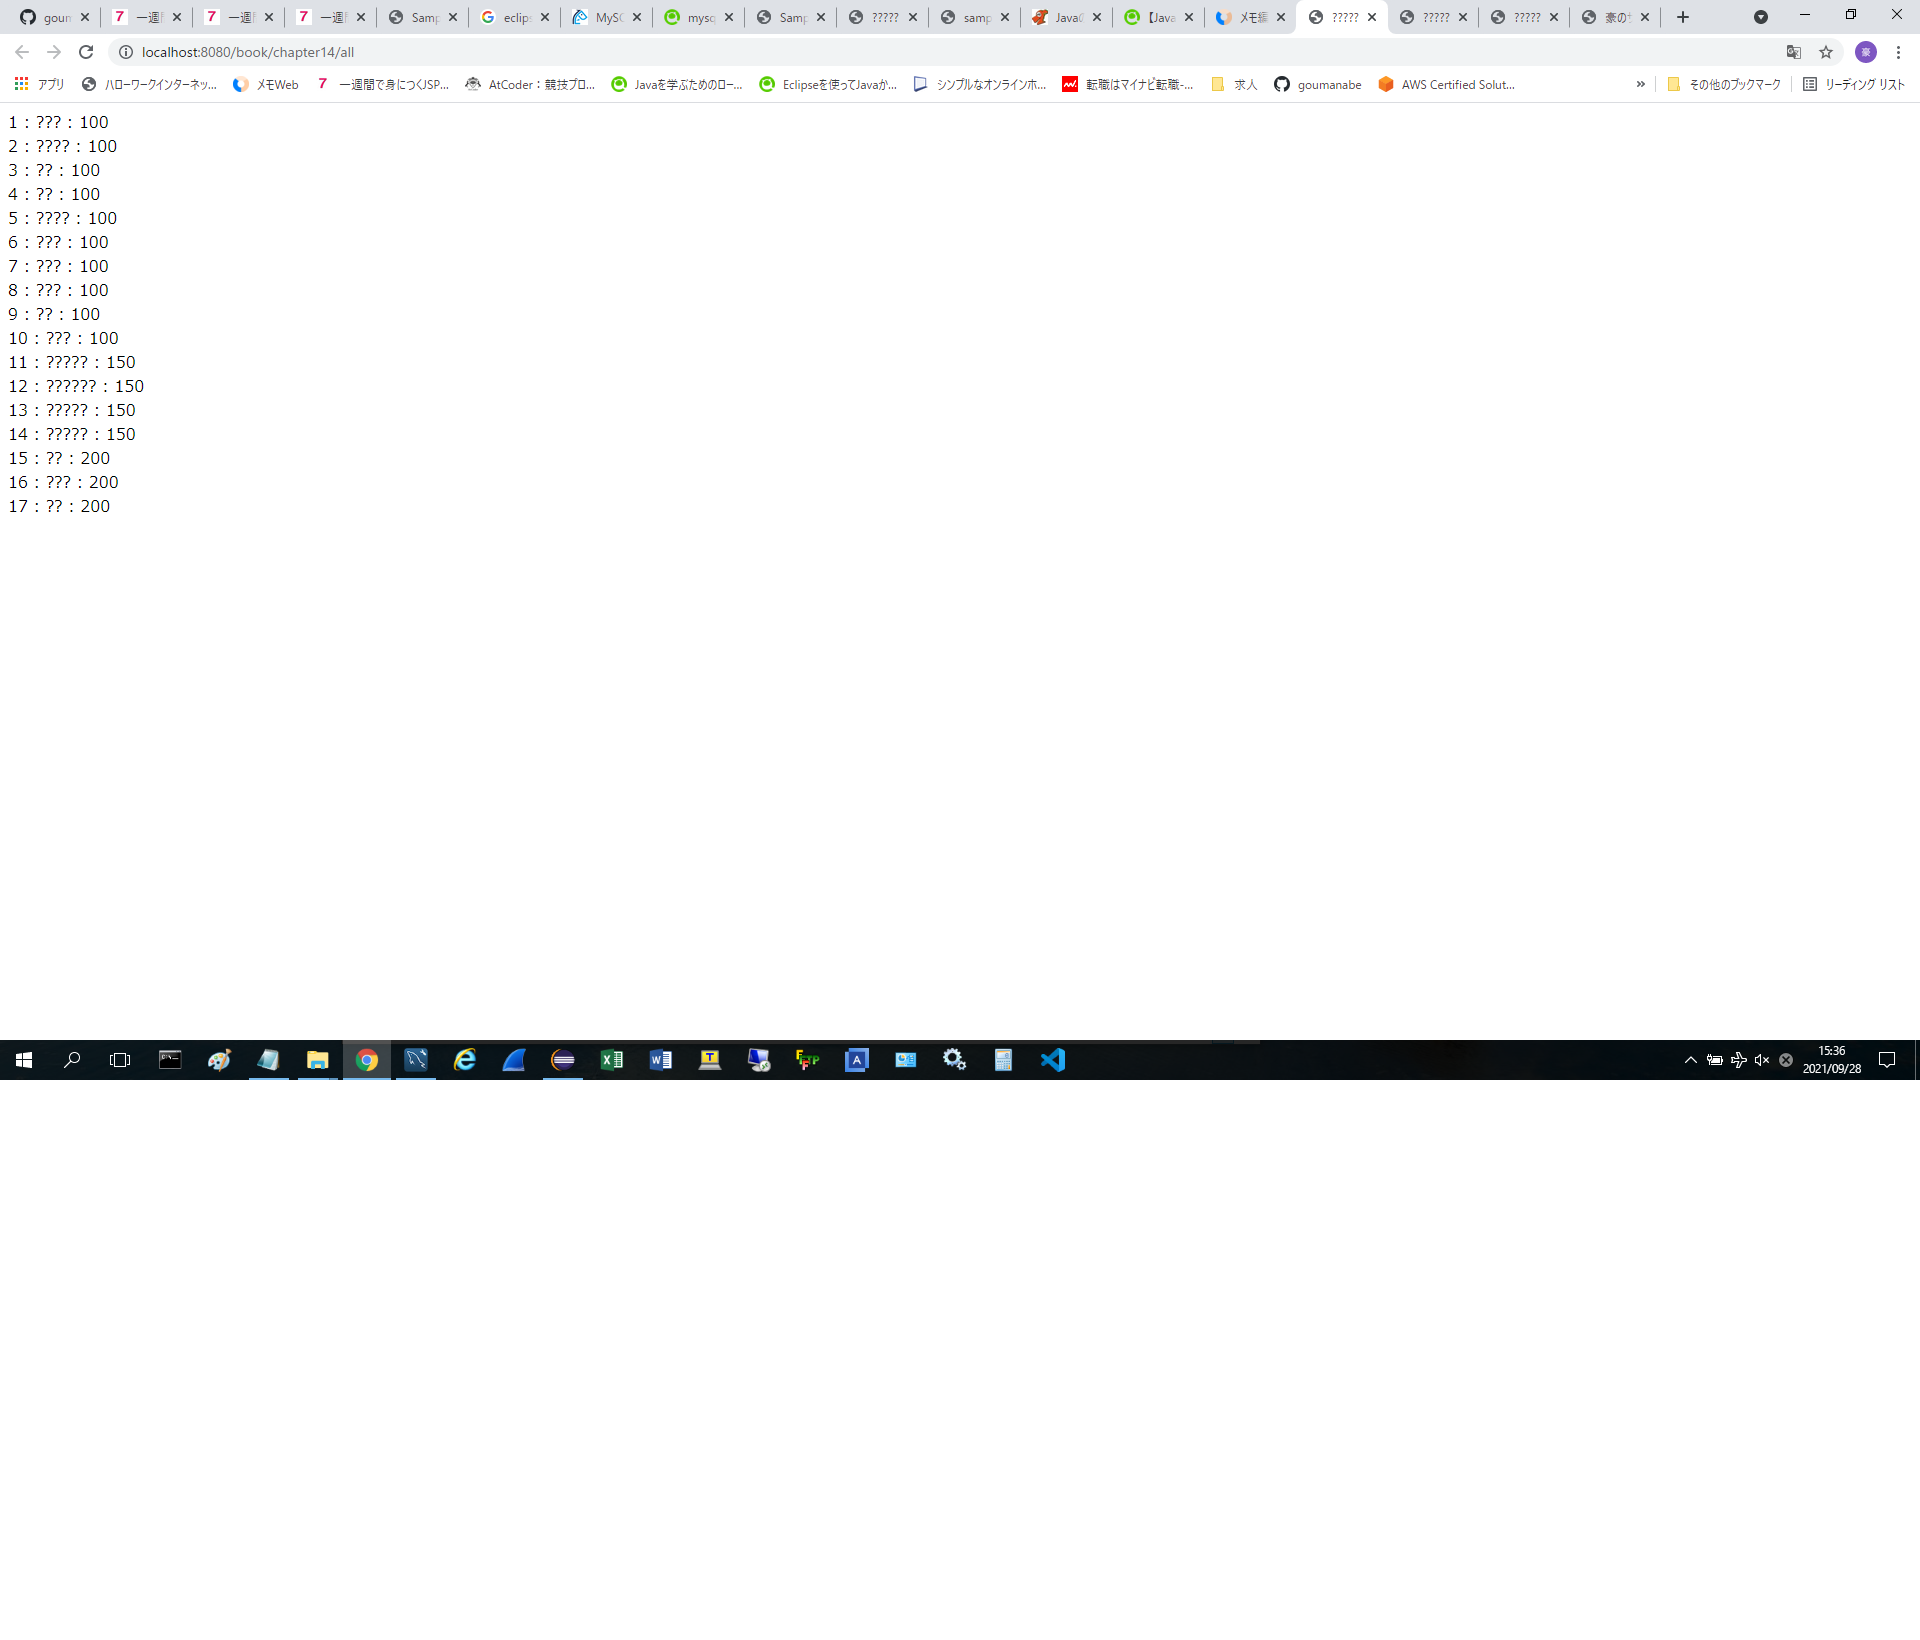 goun
一週
一週
一週
Samp
eclip
MyS
mysq
Samp
?????
samp
Java
【Java
メモ
?????
?????
?????
豪の
localhost:8080/book/chapter14/all
豪
アプリ
ハローワークインターネッ...
メモWeb
一週間で身につくJSP...
AtCoder：競技プロ...
Javaを学ぶためのロー...
Eclipseを使ってJavaか...
シンプルなオンラインホ...
転職はマイナビ転職-...
求人
goumanabe
AWS Certified Solut...
»
その他のブックマーク
リーディング リスト
1：???：100
2：????：100
3：??：100
4：??：100
5：????：100
6：???：100
7：???：100
8：???：100
9：??：100
10：???：100
11：?????：150
12：??????：150
13：?????：150
14：?????：150
15：??：200
16：???：200
17：??：200
15:36
2021/09/28